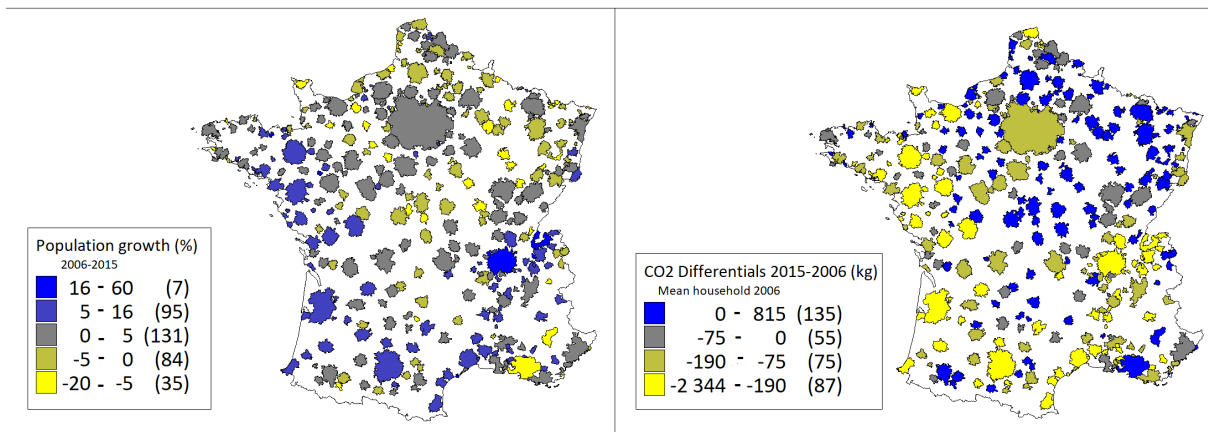 Population growth (%)
2006-2015
16 - 60 (7)
5 - 16 (95)
0 - 5 (131)
-5 - 0 (84)
-20 - -5 (35)
CO2 Differentials 2015-2006 (kg)
Mean household 2006
0 - 815 (135)
-75 - 0 (55)
-190 - -75 (75)
-2 344 - -190 (87)